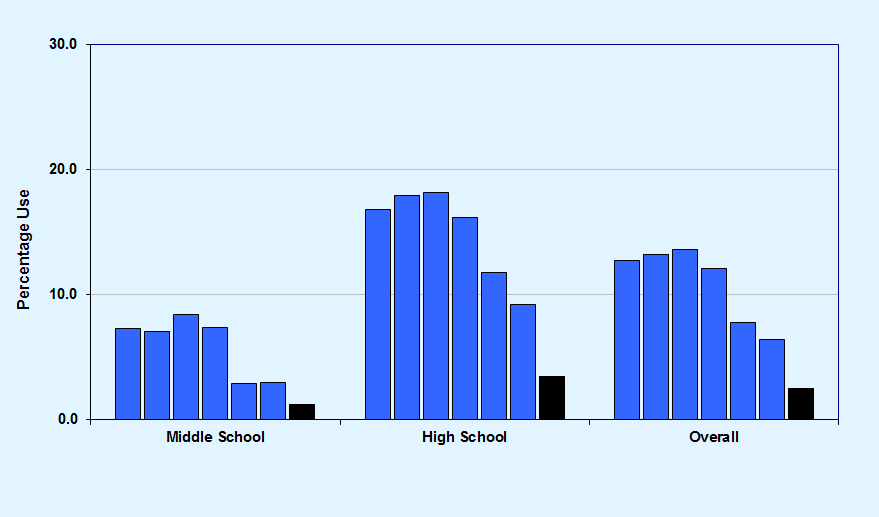 30.0
20.0
10.0
0.0
Percentage Use
Middle School
High School
Overall